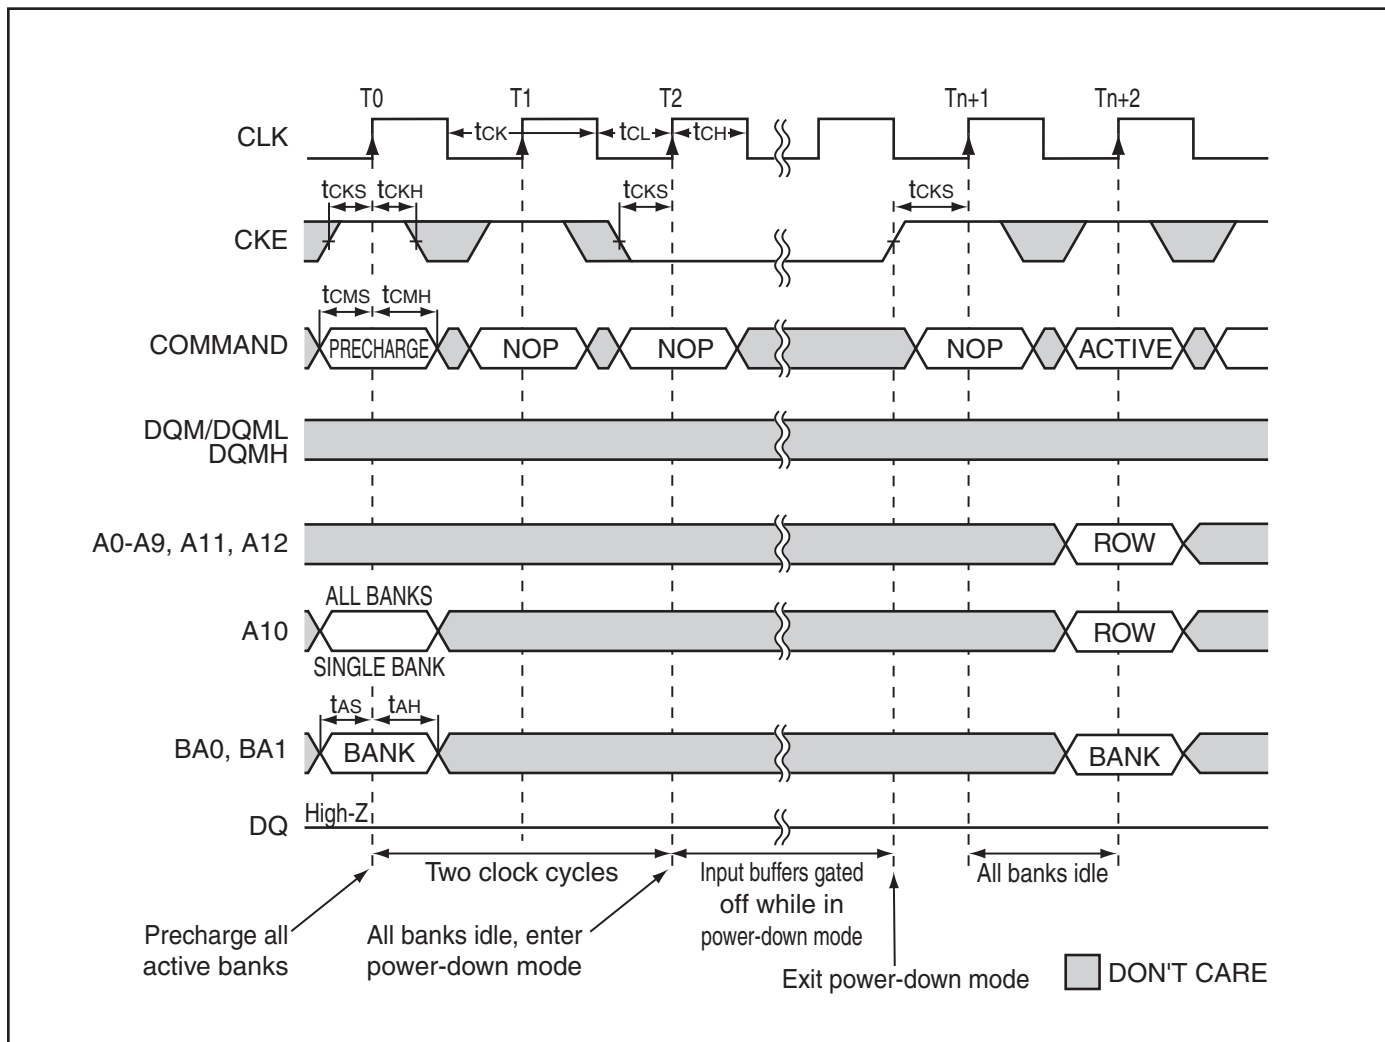 T0 T1 T2 Tn+1 Tn+2
CLK tCK tCL tCH
tCKS tCKH tCKS tCKS
CKE
tCMS tCMH
COMMAND PRECHARGE NOP NOP NOP ACTIVE
DQM/DQML
DQMH
A0-A9, A11, A12 ROW
ALL BANKS
A10 ROW
SINGLE BANK
tAS tAH
BA0, BA1 BANK BANK
High-Z
DQ
Two clock cycles
Input buffers gated
off while in
power-down mode
All banks idle
Precharge all
active banks
All banks idle, enter
power-down mode
Exit power-down mode
DON'T CARE